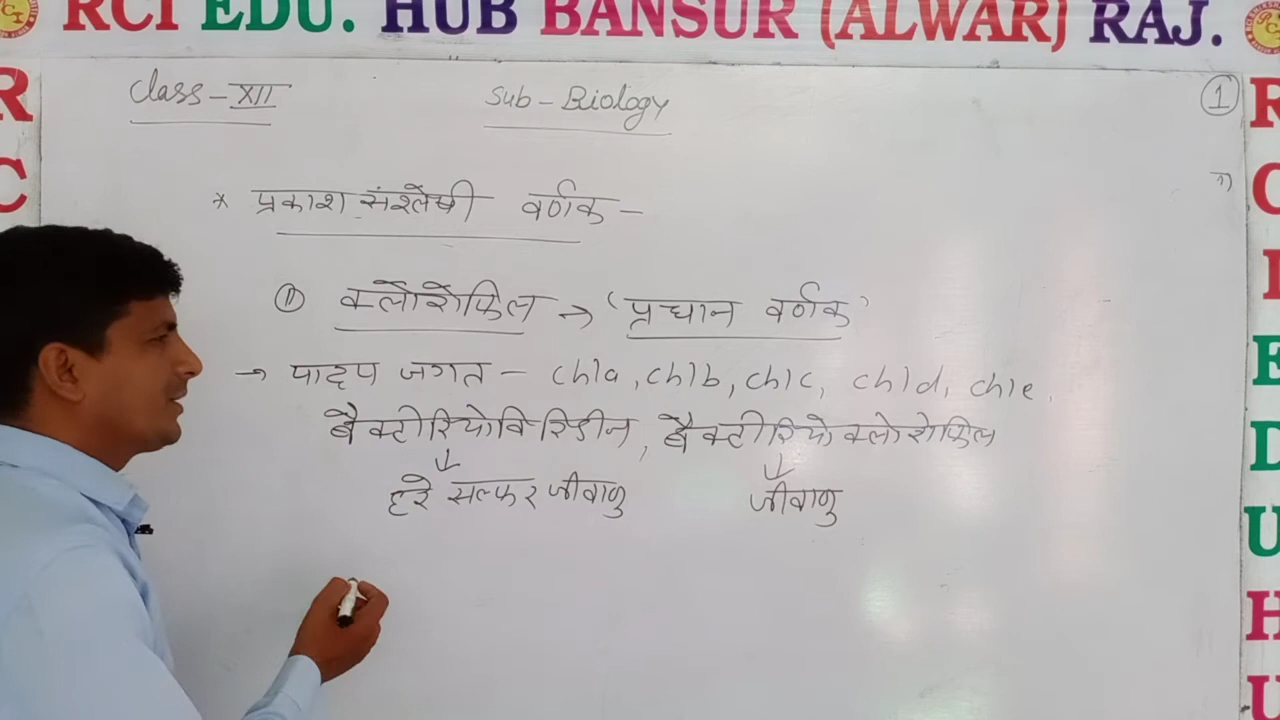 RCI EDU. HUB BANSUR (ALWAR) RAJ.
Class - XII
Sub - Biology
1
* प्रकाश संश्लेषी वर्णक -
① क्लोरोफिल → 'प्रधान वर्णक'
→ पादप जगत - chla, chlb, chlc, chld, chle,
बैक्टीरियोविरिडीन, बैक्टीरियो क्लोरोफिल
↓ ↓
हरे सल्फर जीवाणु जीवाणु
R
C
R
C
I
E
D
U
H
U